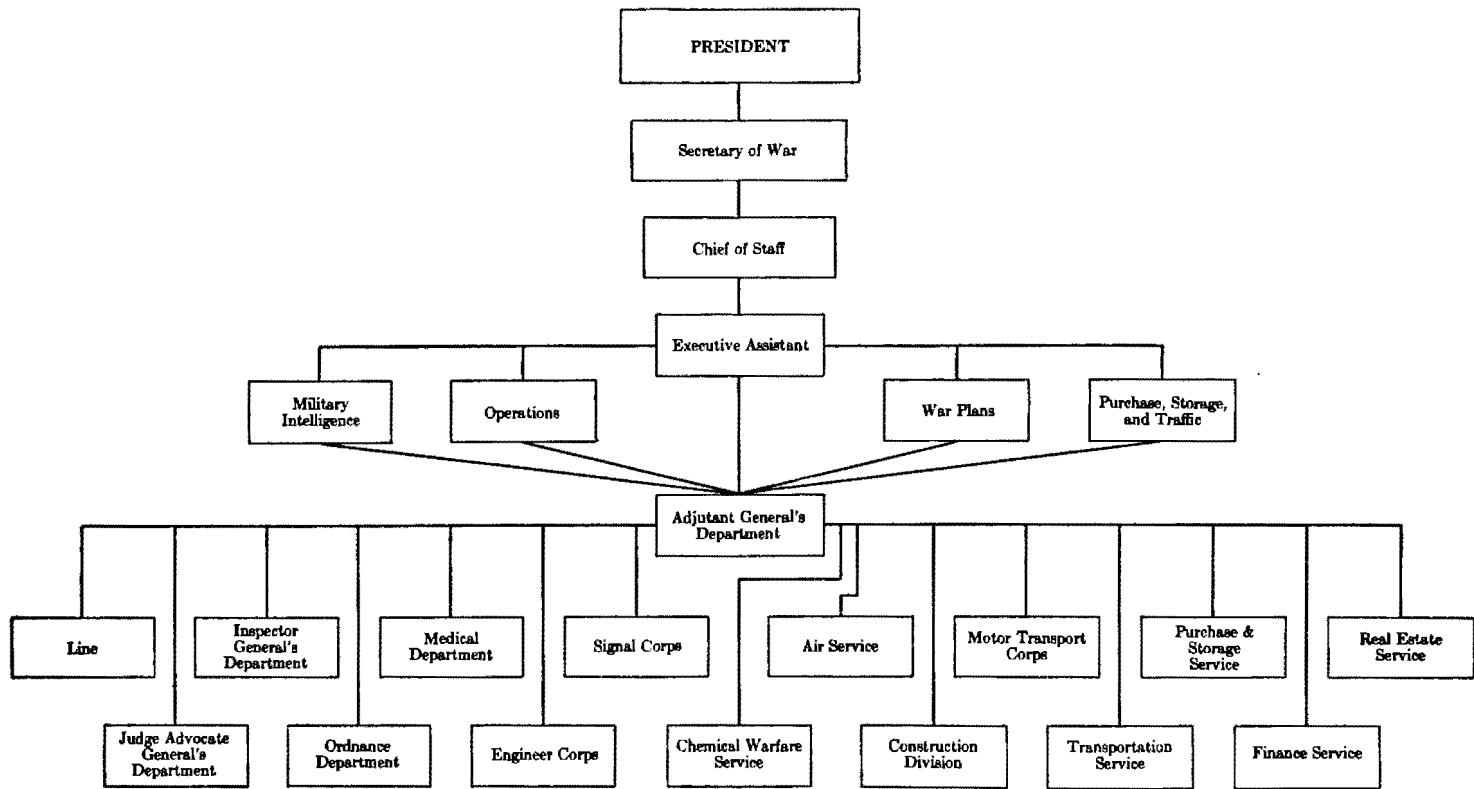 PRESIDENT
Secretary of War
Chief of Staff
Executive Assistant
Military
Intelligence
Operations
War Plans
Purchase, Storage,
and Traffic
Adjutant General's
Department
Line
Inspector
General's
Department
Medical
Department
Signal Corps
Air Service
Motor Transport
Corps
Purchase &
Storage
Service
Real Estate
Service
Judge Advocate
General's
Department
Ordnance
Department
Engineer Corps
Chemical Warfare
Service
Construction
Division
Transportation
Service
Finance Service